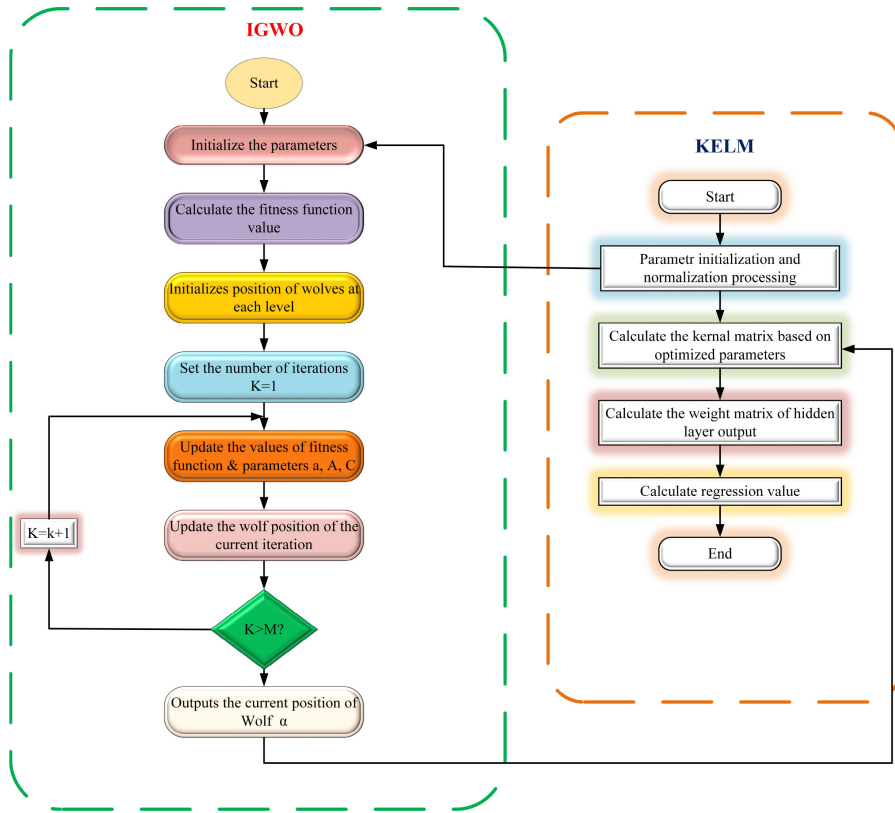 IGWO
Start
Initialize the parameters
Calculate the fitness function
value
Initializes position of wolves at
each level
Set the number of iterations
K=1
Update the values of fitness
function & parameters a, A, C
Update the wolf position of the
current iteration
K=k+1
K>M?
Outputs the current position of
Wolf α
KELM
Start
Parametr initialization and
normalization processing
Calculate the kernal matrix based on
optimized parameters
Calculate the weight matrix of hidden
layer output
Calculate regression value
End